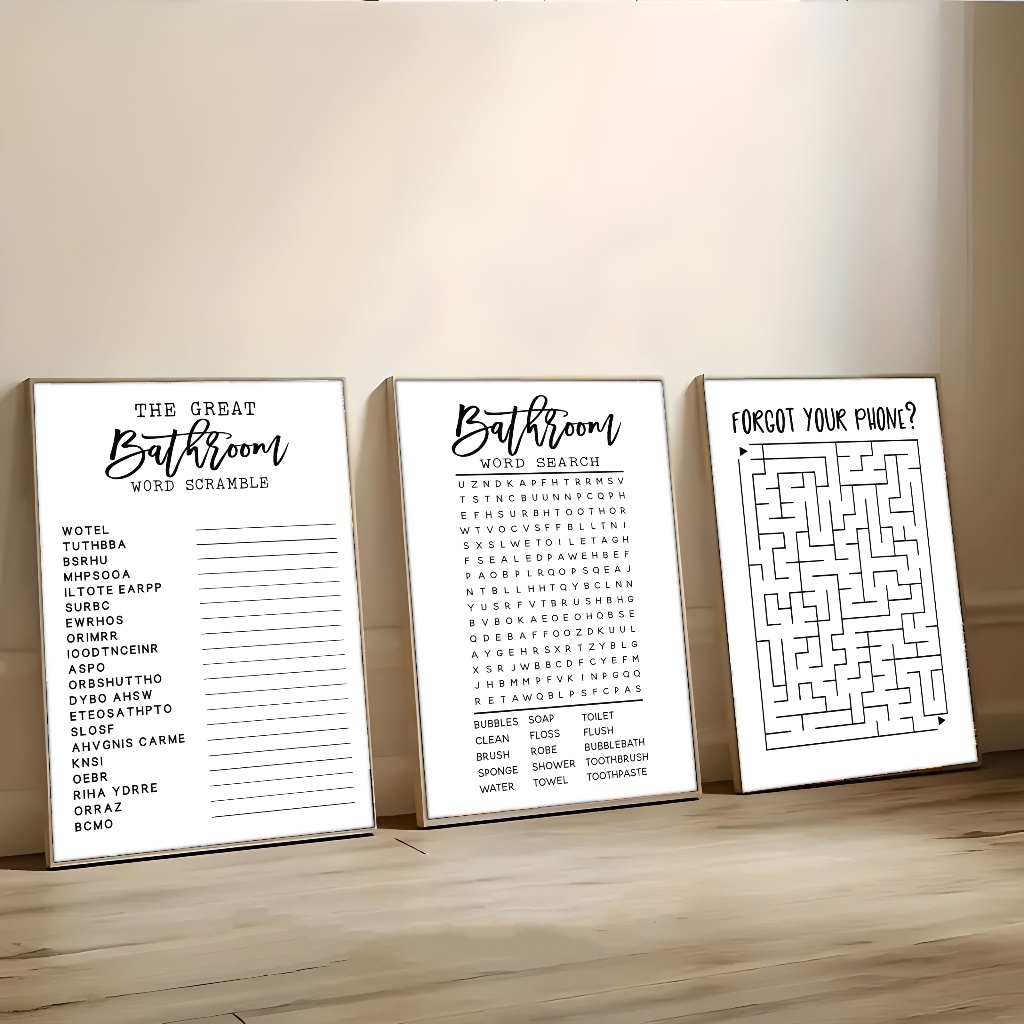 THE GREAT
Bathroom
WORD SCRAMBLE
WOTEL
TUTHBBA
BSRHU
MHPSOOA
ILTOTE EARPP
SURBC
EWRHOS
ORIMRR
IOODTNCEINR
ASPO
ORBSHUTTHO
DYBO AHSW
ETEOSATHPTO
SLOSF
AHVGNIS CARME
KNSI
OEBR
RIHA YDRRE
ORRAZ
BCMO
Bathroom
WORD SEARCH
U Z N D K A P F H T R R M S V
T S T N C B U U N N P C Q P H
E F H S U R B H T O O T H O R
W T V O C V S F F B L L T N I
S X S L W E T O I L E T A G H
F S E A L E D P A W E H B E F
P A O B P L R Q O P S Q E A J
N T B L L H H T Q Y B C L N N
Y U S R F V T B R U S H B H G
B V B O K A E O E O H Q B S E
Q D E B A F F O O Z D K U U L
A Y G E H R S X R T Z Y B L G
X S R J W B B C D F C Y E F M
J H B M M P F V K I N P G Q Q
R E T A W Q B L P S F C P A S
BUBBLES SOAP TOILET
CLEAN FLOSS FLUSH
BRUSH ROBE BUBBLEBATH
SPONGE SHOWER TOOTHBRUSH
WATER TOWEL TOOTHPASTE
FORGOT YOUR PHONE?